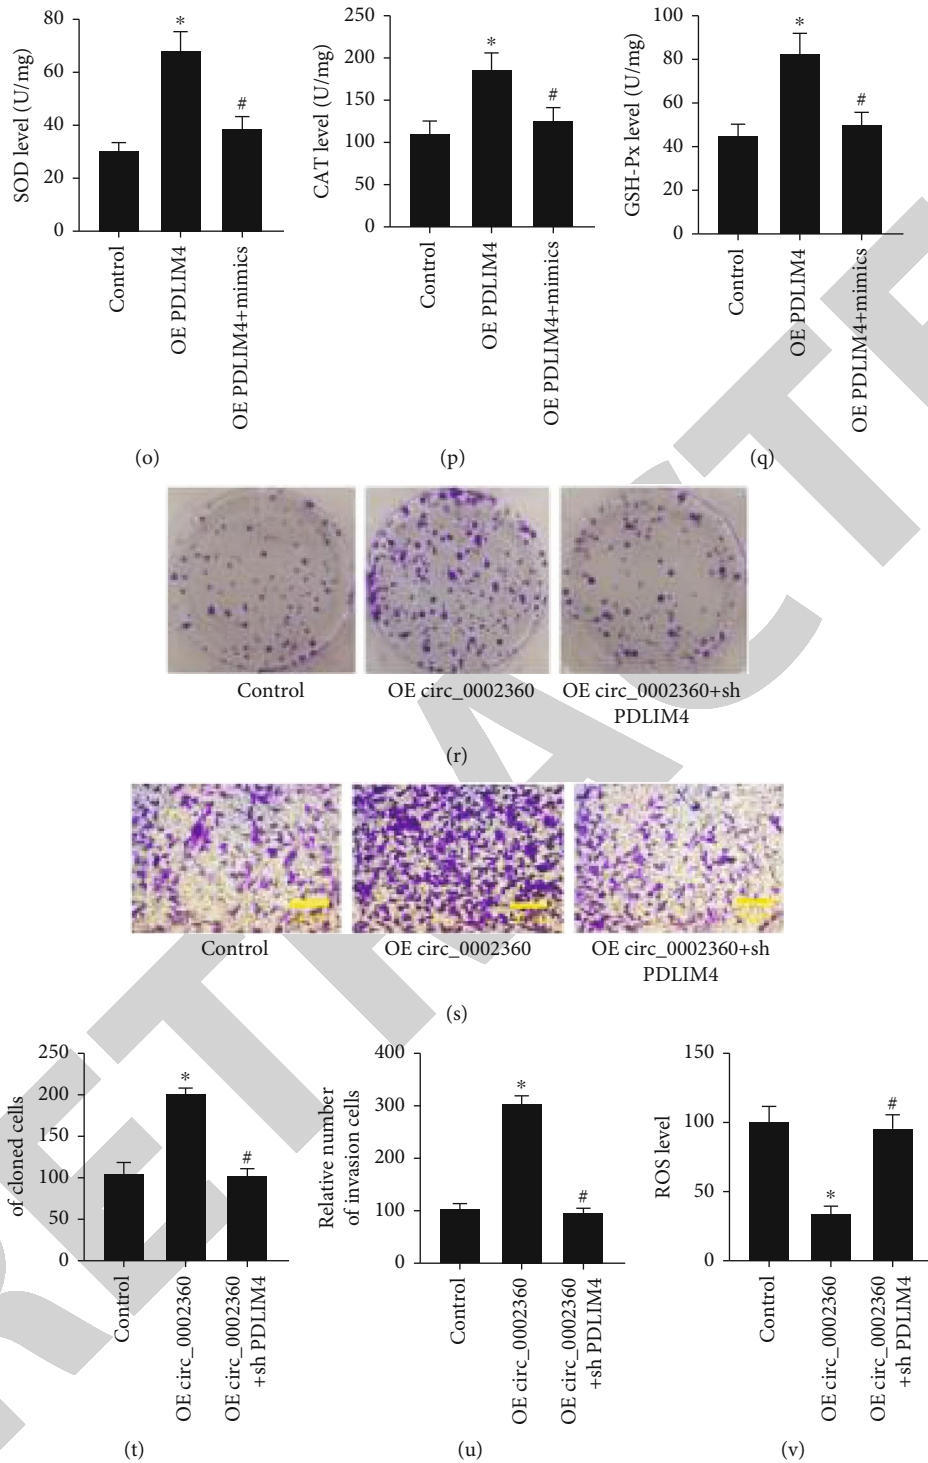 SOD level (U/mg)
80
60
40
20
0
*
#
Control
OE PDLIM4
OE PDLIM4+mimics
(o)
CAT level (U/mg)
250
200
150
100
50
0
*
#
Control
OE PDLIM4
OE PDLIM4+mimics
(p)
GSH-Px level (U/mg)
100
80
60
40
20
0
*
#
Control
OE PDLIM4
OE PDLIM4+mimics
(q)
Control
OE circ_0002360
OE circ_0002360+sh
PDLIM4
(r)
Control
OE circ_0002360
OE circ_0002360+sh
PDLIM4
(s)
of cloned cells
250
200
150
100
50
0
*
#
Control
OE circ_0002360
OE circ_0002360
+sh PDLIM4
(t)
Relative number
of invasion cells
400
300
200
100
0
*
#
Control
OE circ_0002360
OE circ_0002360
+sh PDLIM4
(u)
ROS level
150
100
50
0
*
#
Control
OE circ_0002360
OE circ_0002360
+sh PDLIM4
(v)
RETRACTE